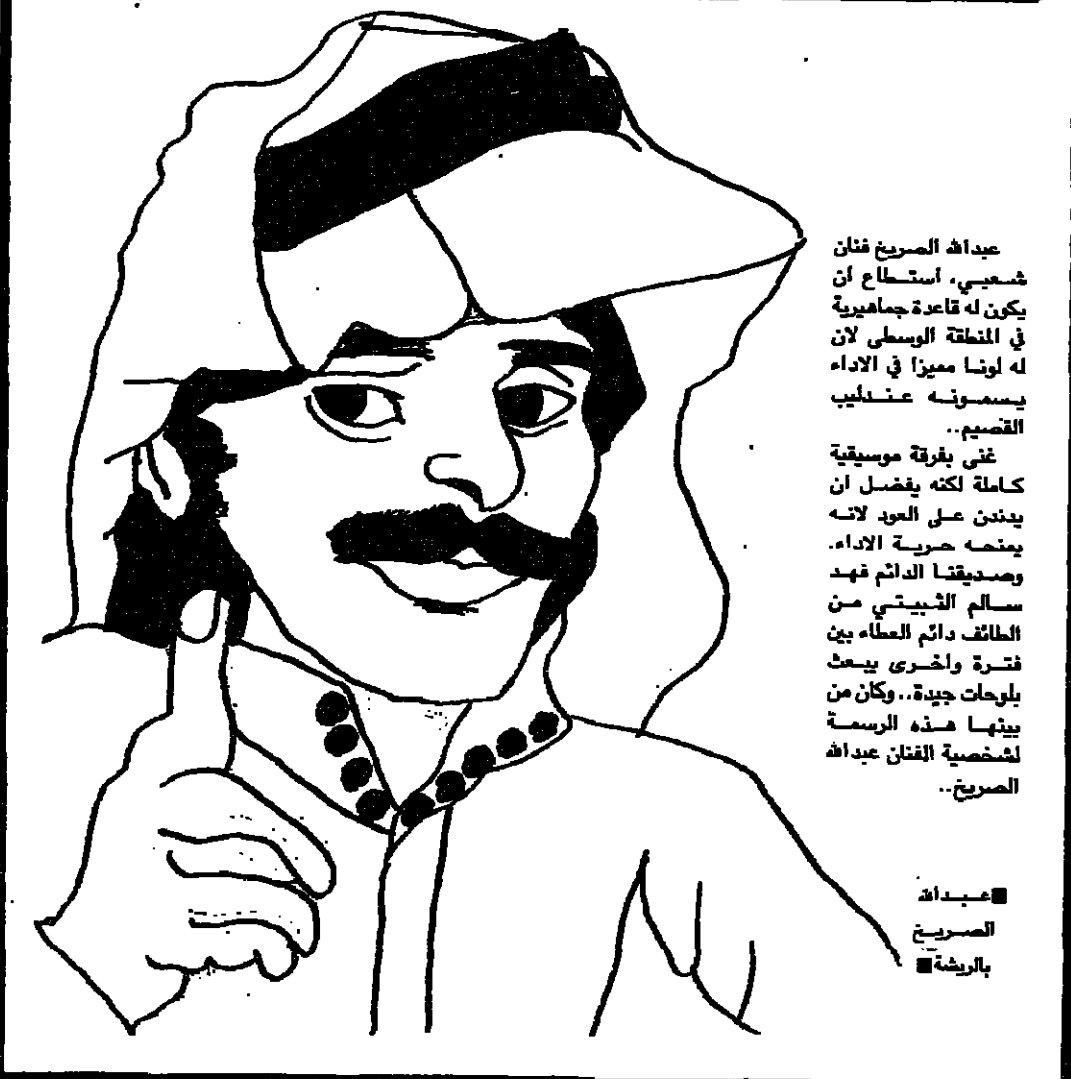 عبدالله الصريخ فنان
شعبي، استطاع ان
يكون له قاعدة جماهيرية
في المنطقة الوسطى لان
له لونا مميزا في الاداء
يسمونه عندليب
القصيم..
غنى بفرقة موسيقية
كاملة لكنه يفضل ان
يدندن على العود لانه
يمنحه حرية الاداء.
وصديقنا الدائم فهد
سالم الثبيتي من
الطائف دائم العطاء بين
فترة واخرى يبعث
بلوحات جيدة.. وكان من
بينها هذه الرسمة
لشخصية الفنان عبدالله
الصريخ..
■عبدالله
الصريخ
بالريشة■